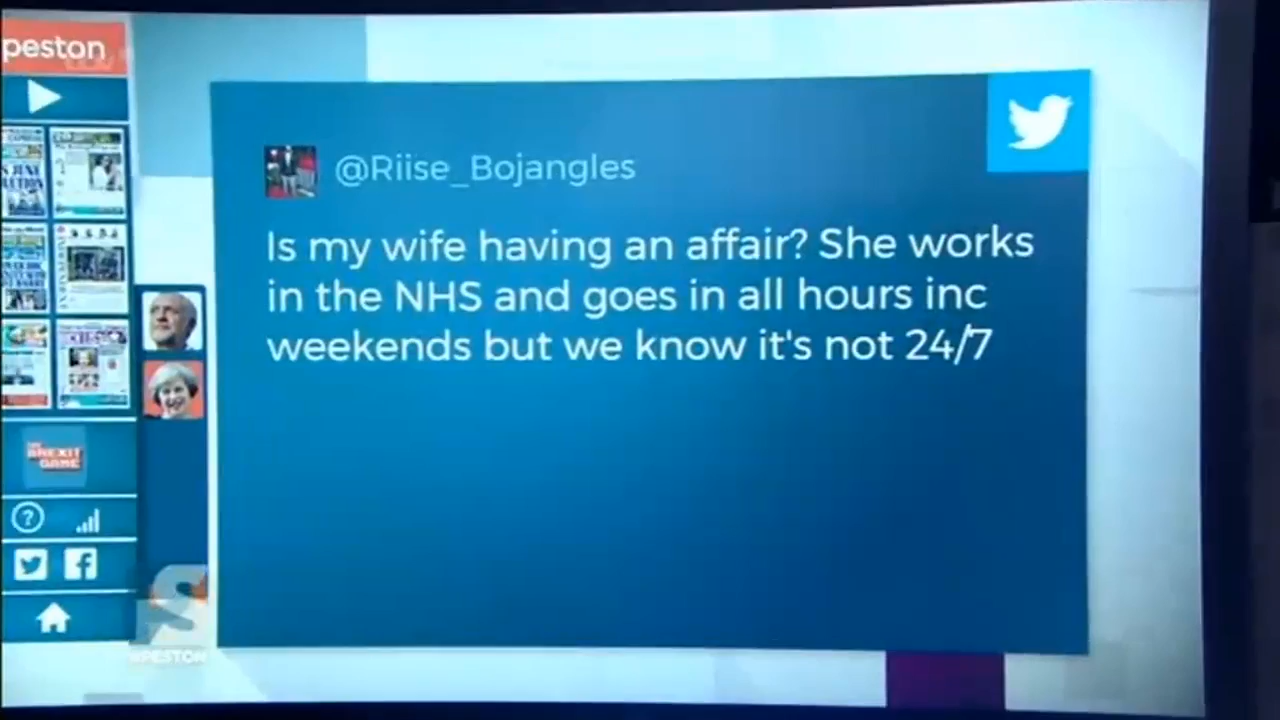 peston
@Riise_Bojangles
Is my wife having an affair? She works
in the NHS and goes in all hours inc
weekends but we know it's not 24/7
BREXIT
GAME
#PESTON